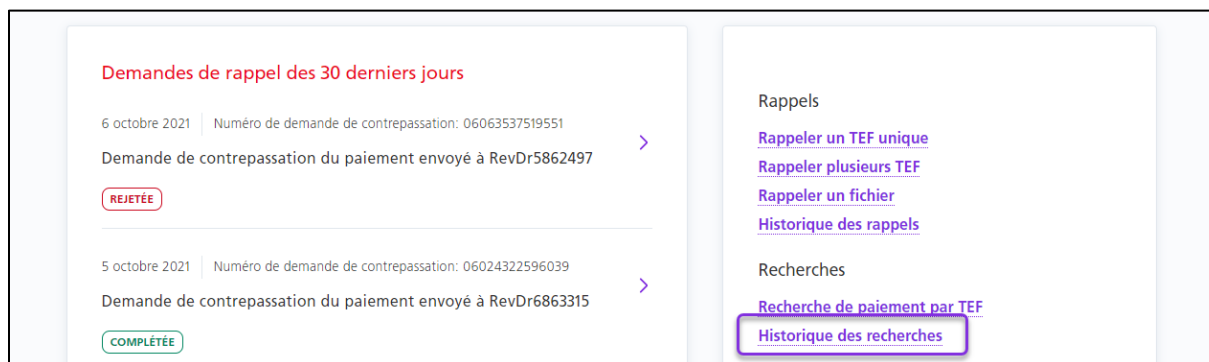 Demandes de rappel des 30 derniers jours
6 octobre 2021 Numéro de demande de contrepassation: 06063537519551
Demande de contrepassation du paiement envoyé à RevDr5862497
REJETÉE
5 octobre 2021 Numéro de demande de contrepassation: 06024322596039
Demande de contrepassation du paiement envoyé à RevDr6863315
COMPLÉTÉE
Rappels
Rappeler un TEF unique
Rappeler plusieurs TEF
Rappeler un fichier
Historique des rappels
Recherches
Recherche de paiement par TEF
Historique des recherches